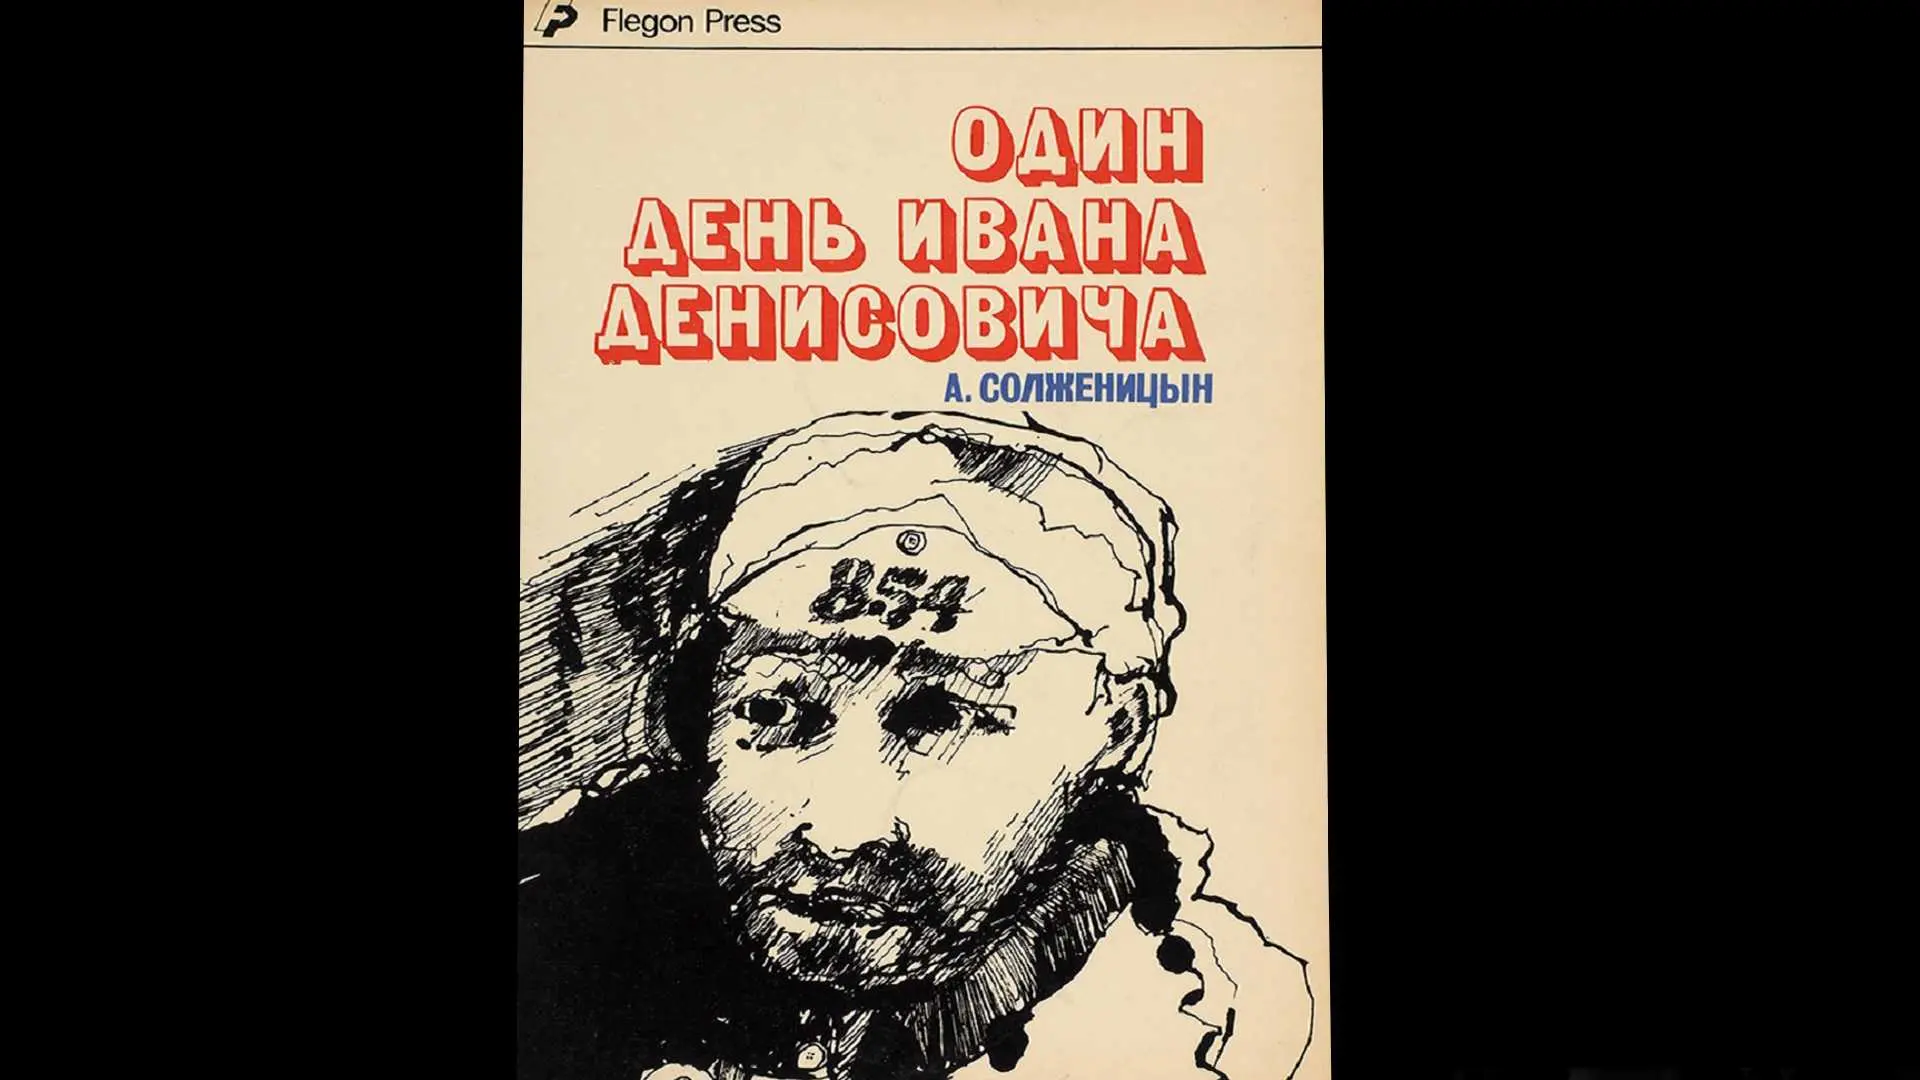 Flegon Press
ОДИН
ДЕНЬ ИВАНА
ДЕНИСОВИЧА
А. СОЛЖЕНИЦЫН
854